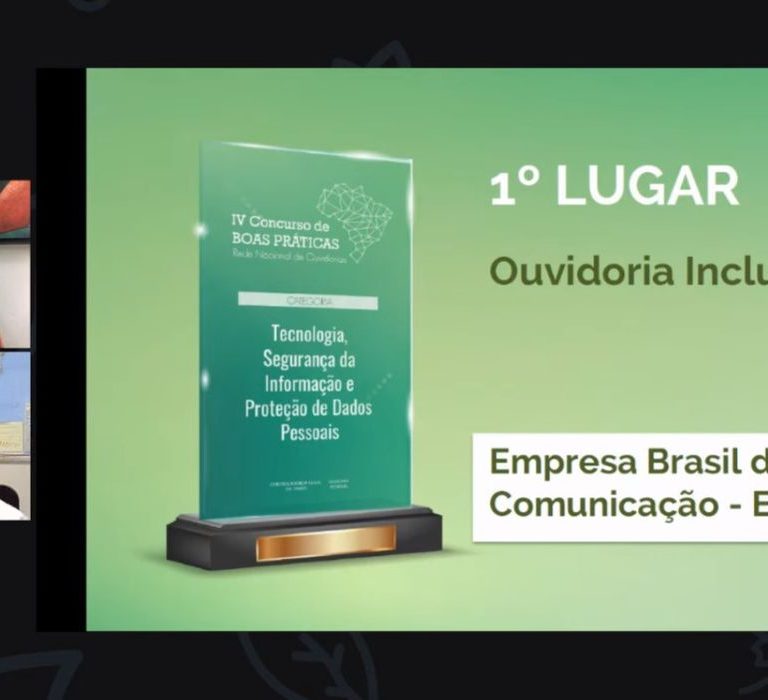 IV Concurso de
BOAS PRÁTICAS
Rede Nacional de Ouvidorias
CATEGORIA
Tecnologia,
Segurança da
Informação e
Proteção de Dados
Pessoais
1º LUGAR
Ouvidoria Inclu
Empresa Brasil d
Comunicação - E